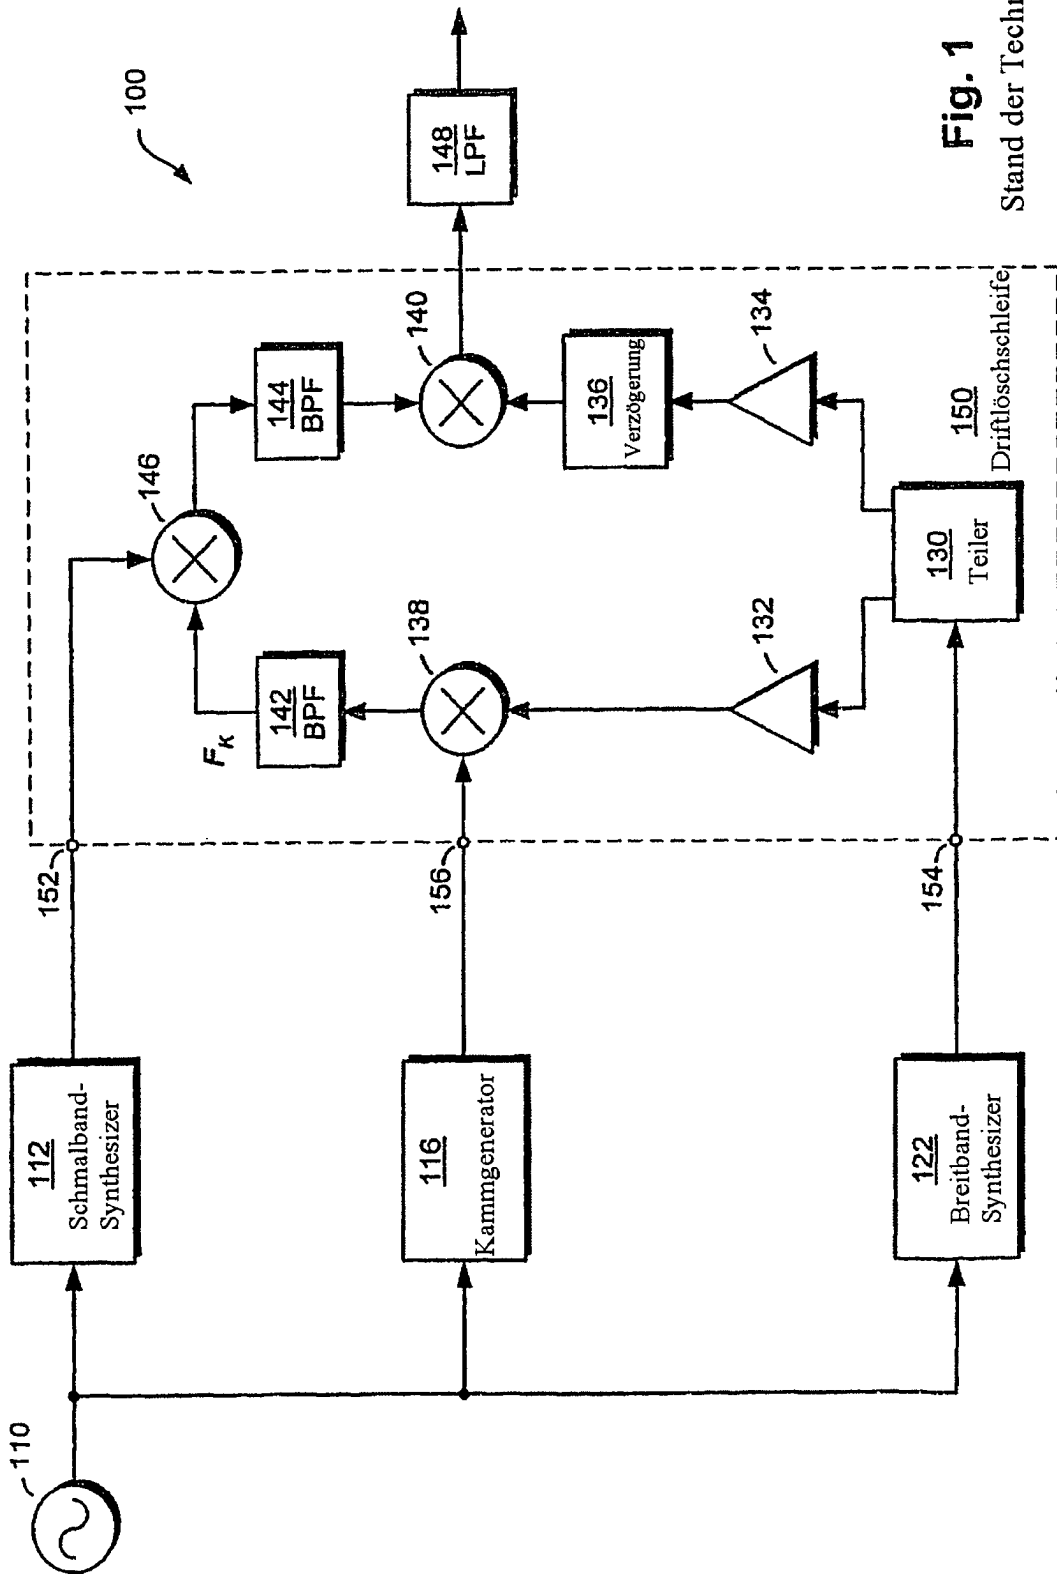 100
110
112
Schmalband-
Synthesizer
152
146
142
BPF
F_K
144
BPF
148
LPF
116
Kammgenerator
156
138
140
136
Verzögerung
132
134
122
Breitband-
Synthesizer
154
130
Teiler
150
Driftlöschschleife
Fig. 1
Stand der Techn